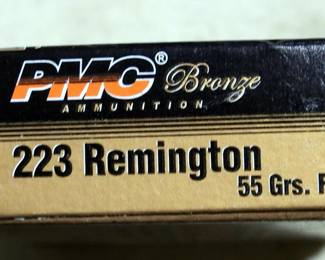 PMC® Bronze
AMMUNITION
223 Remington
55 Grs. F